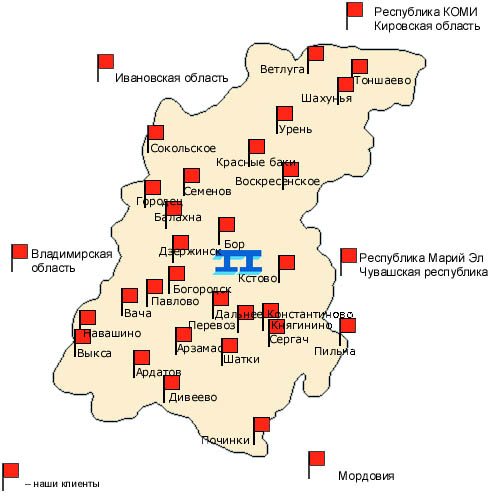 Республика КОМИ
Кировская область
Ветлуга
Ивановская область
Тоншаево
Шахунья
Урень
Сокольское
Красные баки
Воскресенское
Семенов
Городец
Балахна
Бор
Дзержинск
Владимирская
область
Республика Марий Эл
Чувашская республика
Кстово
Богородск
Павлово
Вача
Дальнее
Константиново
Перевоз
Княгинино
Навашино
Сергач
Арзамас
Выкса
Шатки
Пильна
Ардатов
Дивеево
Починки
Мордовия
– наши клиенты